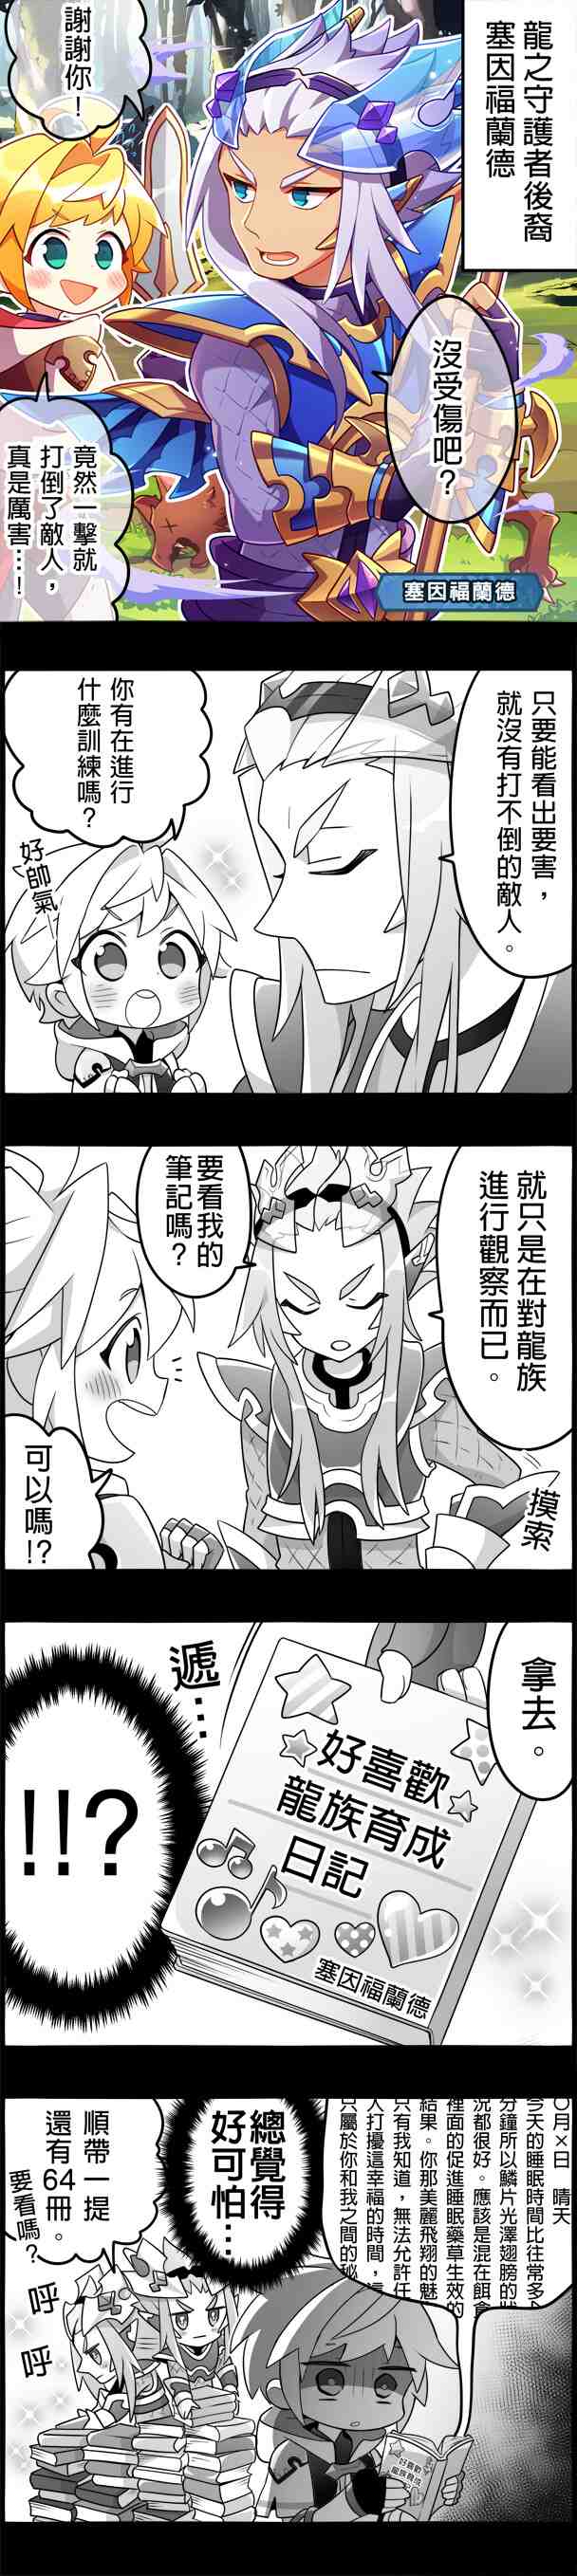 龍之守護者後裔
塞因福蘭德
謝謝你！
沒受傷吧？
竟然一擊就
打倒了敵人，
真是厲害…！
塞因福蘭德
只要能看出要害，
就沒有打不倒的敵人。
你有在進行
什麼訓練嗎？
好帥氣
就只是在對龍族
進行觀察而已。
要看我的
筆記嗎？
摸索
可以嗎！？
拿去。
遞…
好喜歡
龍族育成
日記
塞因福蘭德
！！？
〇月×日　晴天
今天的睡眠時間比往常多
分鐘所以鱗片光澤翅膀的狀
況都很好。應該是混在餌食
裡面的促進睡眠藥草生效的
結果。你那美麗飛翔的魅
只有我知道，無法允許任
人打擾這幸福的時間，這
只屬於你和我之間的秘
總覺得
好可怕…
順帶一提
還有64冊。
要看嗎？
呼
呼
好喜歡
龍族育成